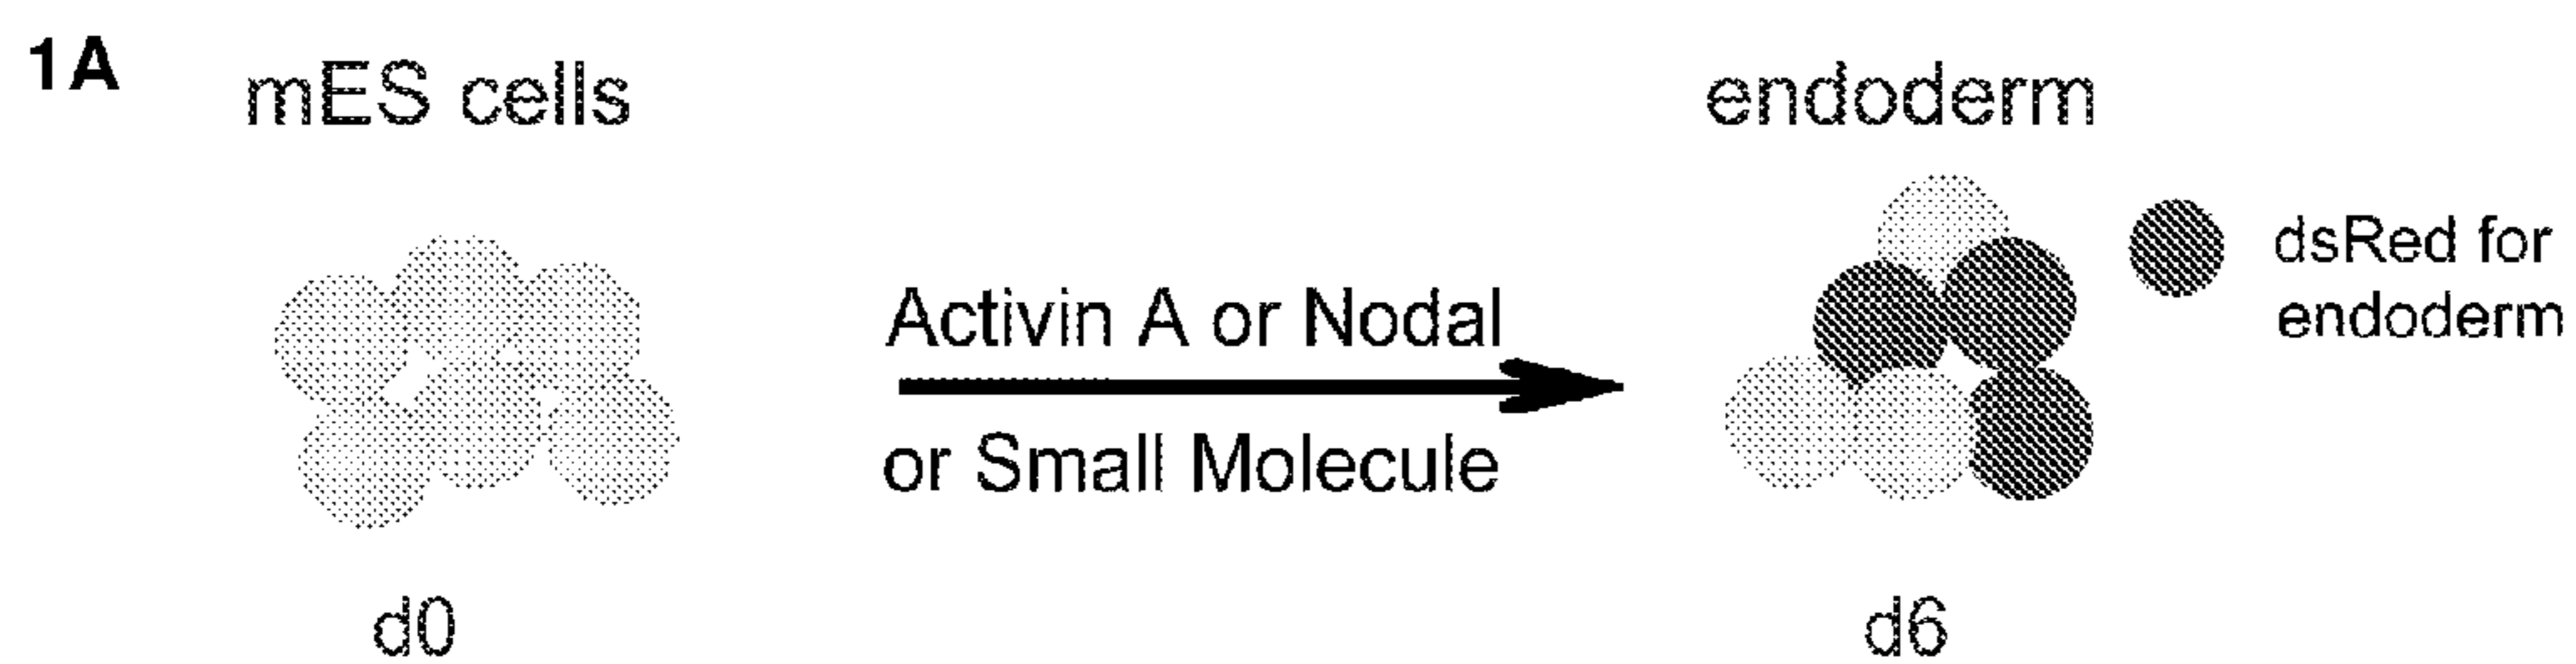 1A
mES cells
endoderm
Activin A or Nodal
or Small Molecule
dsRed for
endoderm
d0
d6